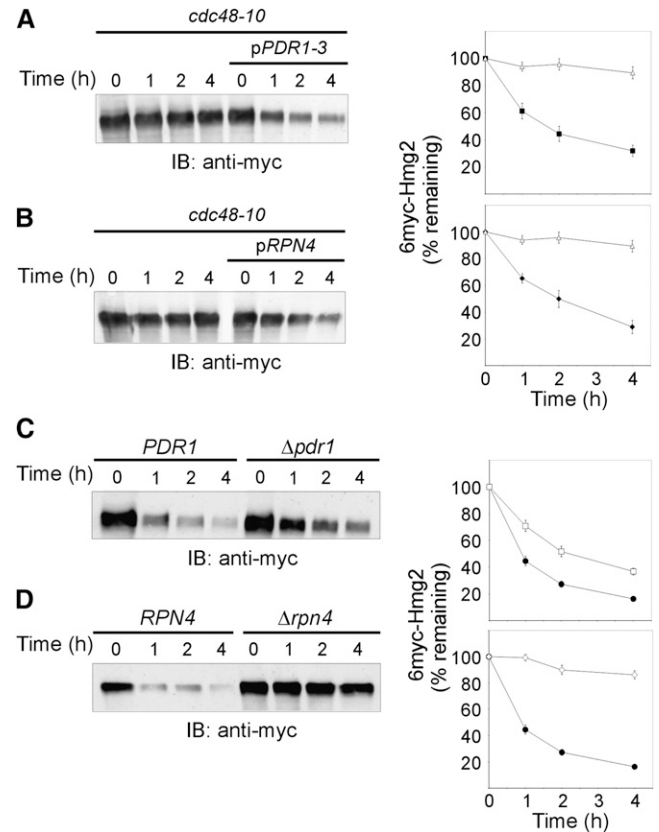 A
cdc48-10
pPDR1-3
Time (h) 0 1 2 4 0 1 2 4
IB: anti-myc
B
cdc48-10
pRPN4
Time (h) 0 1 2 4 0 1 2 4
IB: anti-myc
100
80
60
40
20
100
80
60
40
20
0 1 2 3 4
Time (h)
6myc-Hmg2
(% remaining)
C
PDR1 Δpdr1
Time (h) 0 1 2 4 0 1 2 4
IB: anti-myc
D
RPN4 Δrpn4
Time (h) 0 1 2 4 0 1 2 4
IB: anti-myc
100
80
60
40
20
100
80
60
40
20
0 1 2 3 4
Time (h)
6myc-Hmg2
(% remaining)